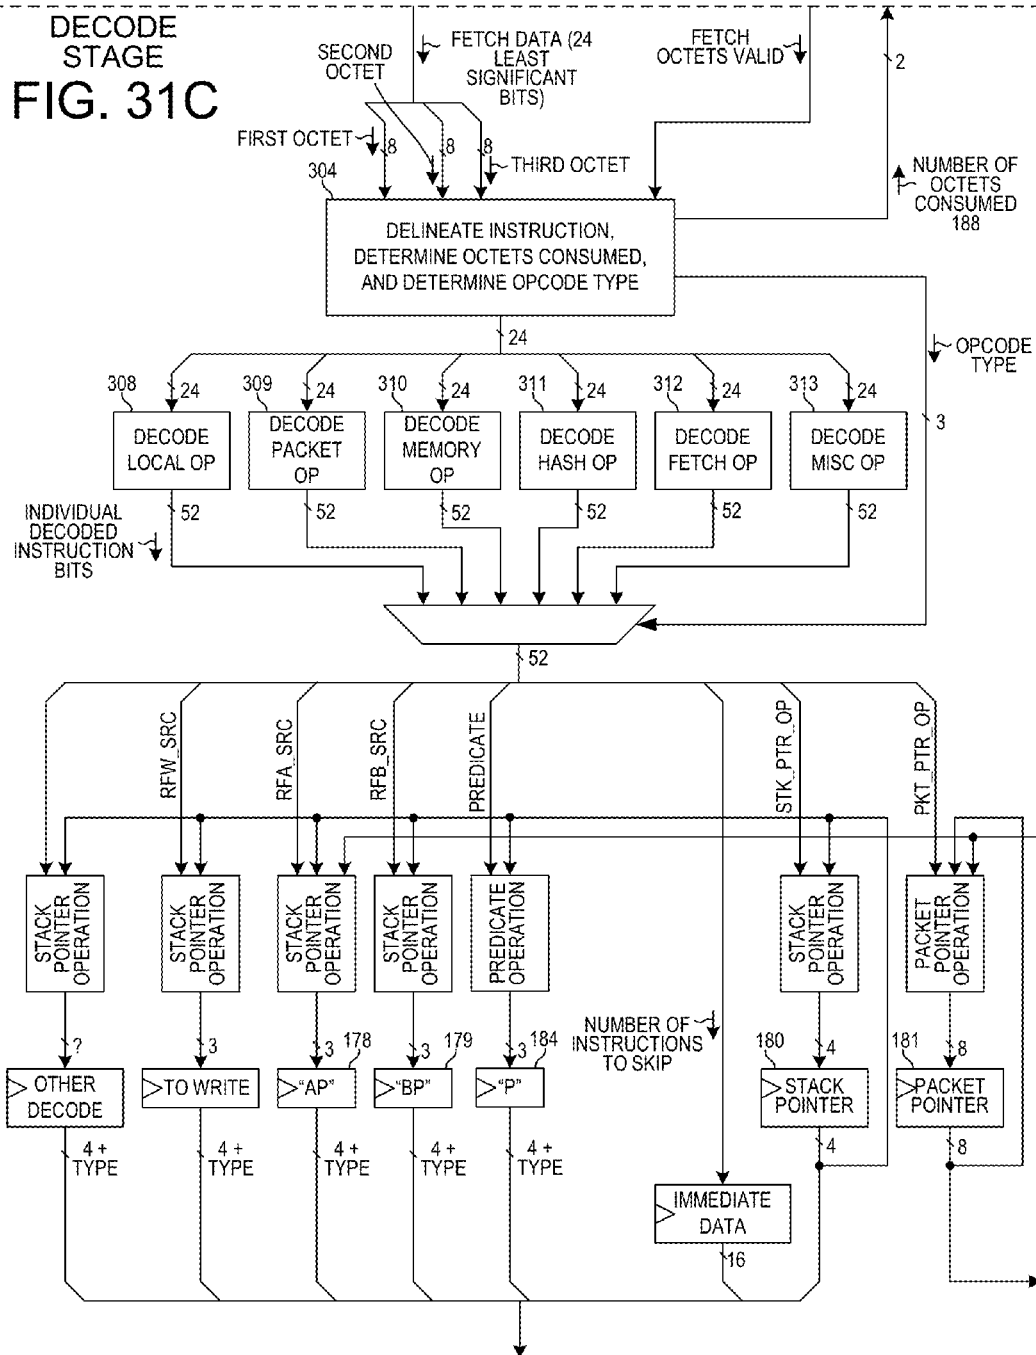 DECODE
STAGE
FIG. 31C
FETCH DATA (24
LEAST
SIGNIFICANT
BITS)
SECOND
OCTET
FETCH
OCTETS VALID
2
FIRST OCTET
8
8
8
THIRD OCTET
NUMBER OF
OCTETS
CONSUMED
188
304
DELINEATE INSTRUCTION,
DETERMINE OCTETS CONSUMED,
AND DETERMINE OPCODE TYPE
24
OPCODE
TYPE
3
308
24
309
24
310
24
311
24
312
24
313
24
DECODE
LOCAL OP
DECODE
PACKET
OP
DECODE
MEMORY
OP
DECODE
HASH OP
DECODE
FETCH OP
DECODE
MISC OP
52
52
52
52
52
52
INDIVIDUAL
DECODED
INSTRUCTION
BITS
52
RFW_SRC
RFA_SRC
RFB_SRC
PREDICATE
STK_PTR_OP
PKT_PTR_OP
STACK
POINTER
OPERATION
STACK
POINTER
OPERATION
STACK
POINTER
OPERATION
STACK
POINTER
OPERATION
PREDICATE
OPERATION
STACK
POINTER
OPERATION
PACKET
POINTER
OPERATION
NUMBER OF
INSTRUCTIONS
TO SKIP
?
3
3
178
3
179
3
184
180
4
181
8
OTHER
DECODE
TO WRITE
"AP"
"BP"
"P"
STACK
POINTER
PACKET
POINTER
4 +
TYPE
4 +
TYPE
4 +
TYPE
4 +
TYPE
4 +
TYPE
4
8
IMMEDIATE
DATA
16